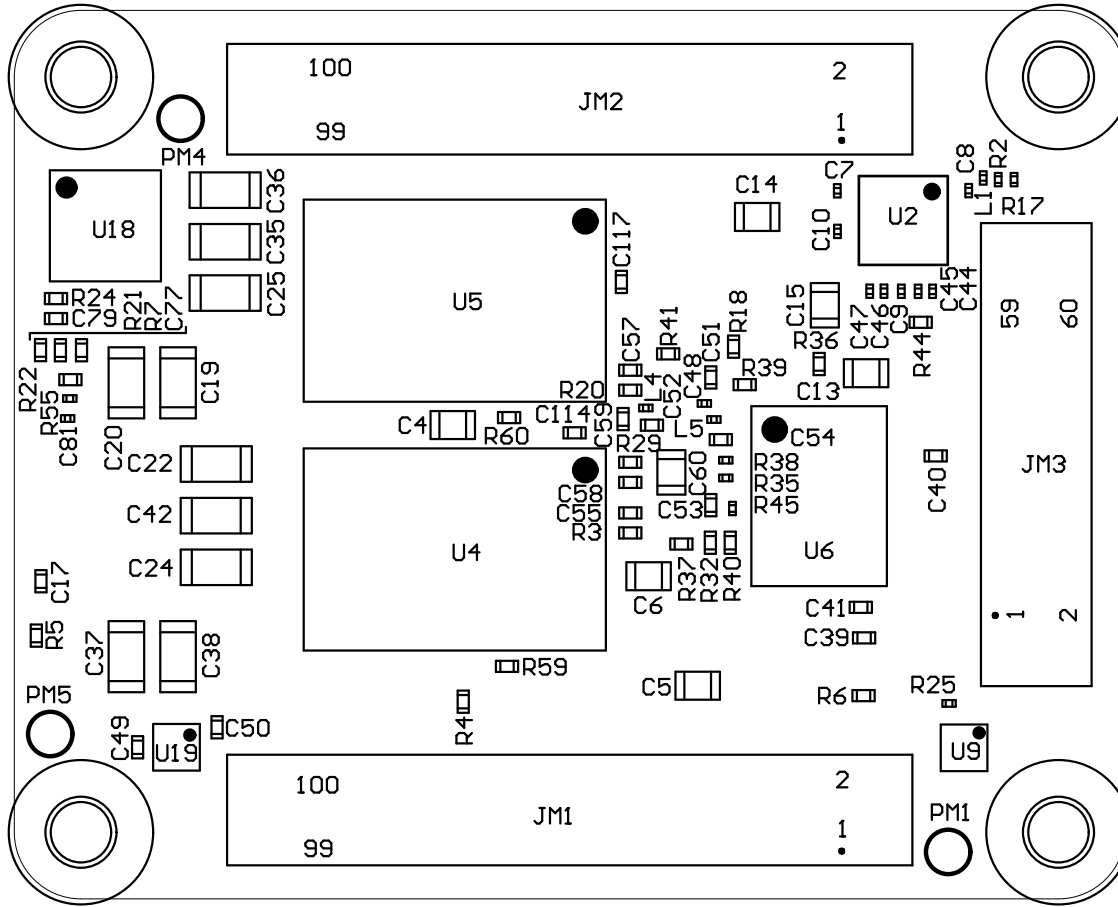 100
2
JM2
99
1
PM4
C36
C14
C7
C8
R2
L1
R17
U18
C35
C10
U2
C117
C25
R24
C79
R21
R7
C77
U5
C15
C47
C46
C9
C45
C44
59
60
R44
R41
R18
C51
C57
R36
R39
C48
L4
C52
C13
R22
R55
C81
C20
C19
R20
C4
R60
C114
C59
L5
C54
R29
C22
C60
R38
R35
R45
C40
JM3
C58
C55
R3
C53
C42
U4
U6
C24
C17
C6
R37
R32
R40
C41
C39
1
2
R5
C37
C38
R59
C5
R6
R25
PM5
R4
C49
U19
C50
U9
100
2
JM1
1
99
PM1